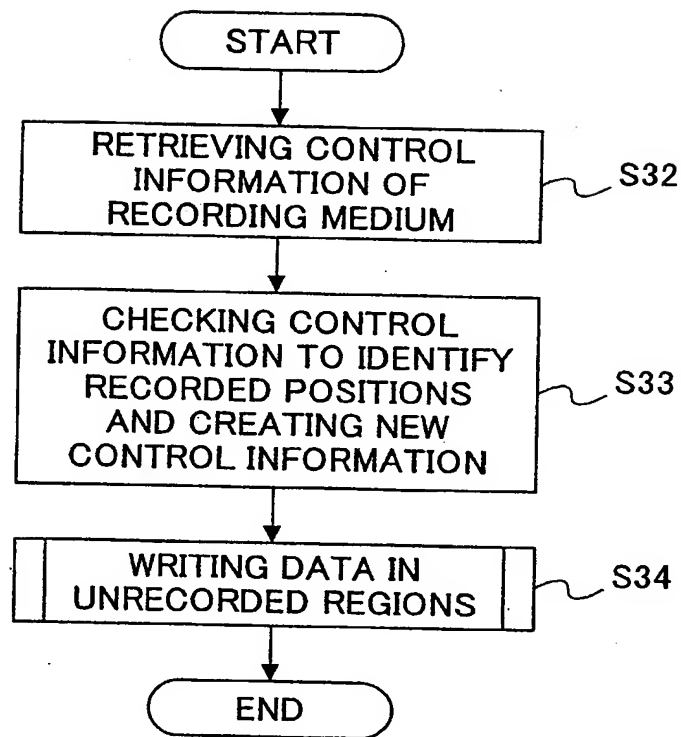 START
RETRIEVING CONTROL
INFORMATION OF
RECORDING MEDIUM
S32
CHECKING CONTROL
INFORMATION TO IDENTIFY
RECORDED POSITIONS
AND CREATING NEW
CONTROL INFORMATION
S33
WRITING DATA IN
UNRECORDED REGIONS
S34
END